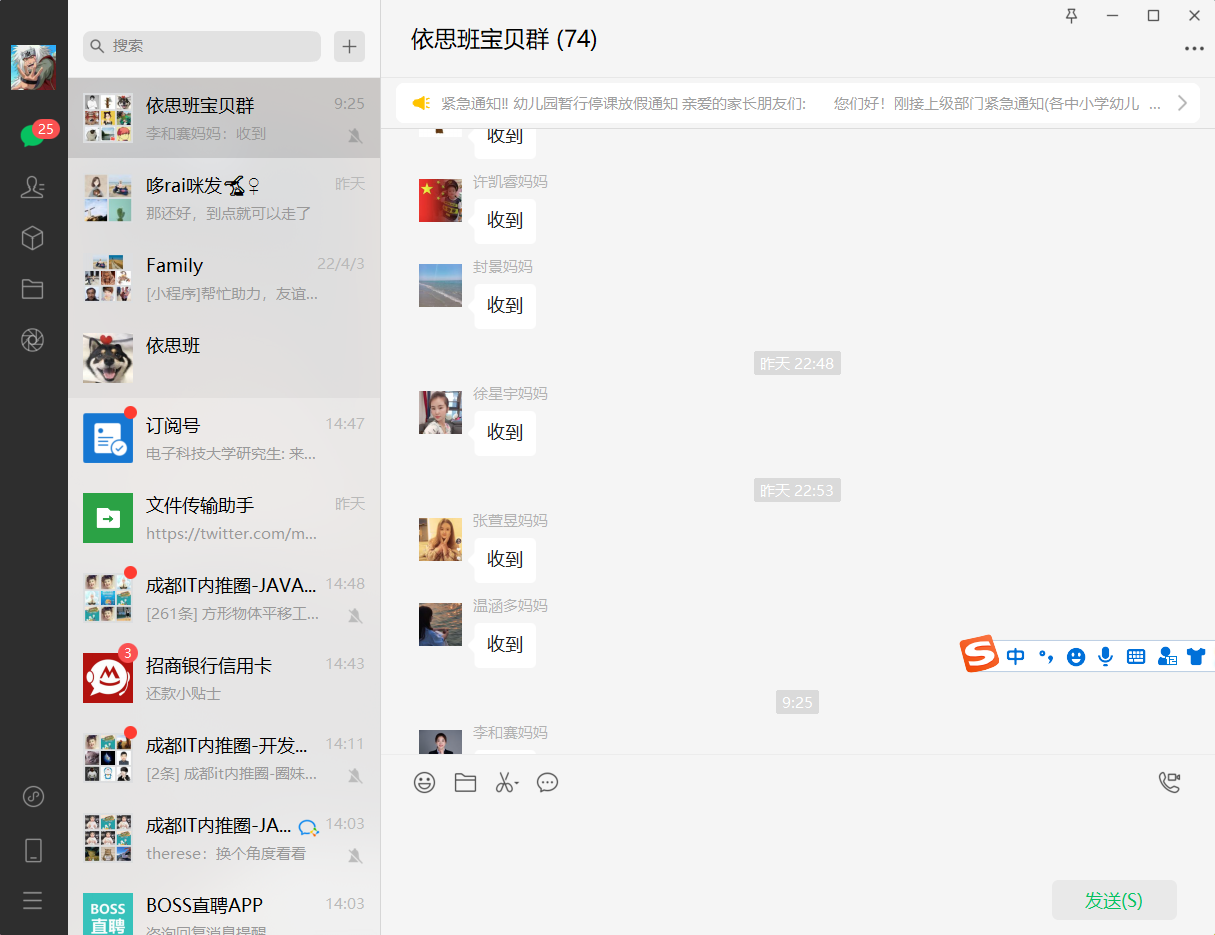 25
搜索
依思班宝贝群
9:25
李和赛妈妈：收到
哆rai咪发
昨天
那还好，到点就可以走了
Family
22/4/3
[小程序]帮忙助力，友谊...
依思班
订阅号
14:47
电子科技大学研究生: 来...
文件传输助手
昨天
https://twitter.com/m...
成都IT内推圈-JAVA...
14:48
[261条] 方形物体平移工...
3
招商银行信用卡
14:43
还款小贴士
成都IT内推圈-开发...
14:11
[2条] 成都it内推圈-圈妹...
成都IT内推圈-JA...
14:03
therese：换个角度看看
BOSS
直聘
BOSS直聘APP
14:03
咨询回复消息提醒
依思班宝贝群 (74)
紧急通知!! 幼儿园暂行停课放假通知 亲爱的家长朋友们: 您们好！刚接上级部门紧急通知(各中小学幼儿 ...
收到
许凯睿妈妈
收到
封景妈妈
收到
昨天 22:48
徐星宇妈妈
收到
昨天 22:53
张萱昱妈妈
收到
温涵多妈妈
收到
中
9:25
李和赛妈妈
发送(S)